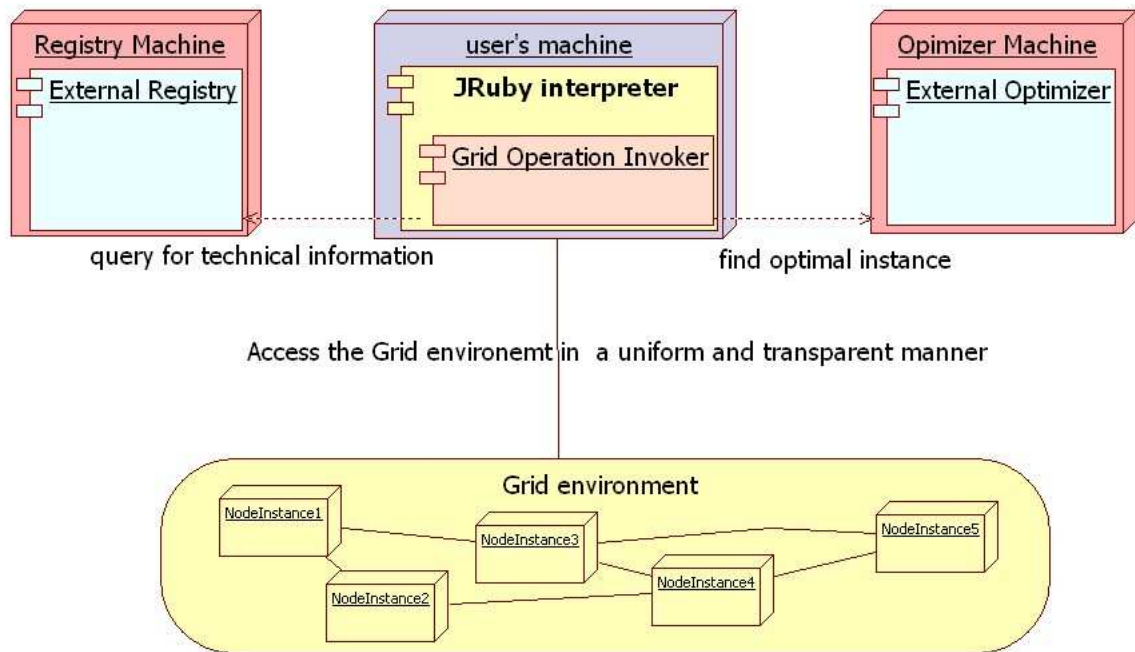 Registry Machine
External Registry
user's machine
JRuby interpreter
Grid Operation Invoker
Opimizer Machine
External Optimizer
query for technical information
find optimal instance
Access the Grid environemt in  a uniform and transparent manner
Grid environment
NodeInstance1
NodeInstance3
NodeInstance5
NodeInstance2
NodeInstance4